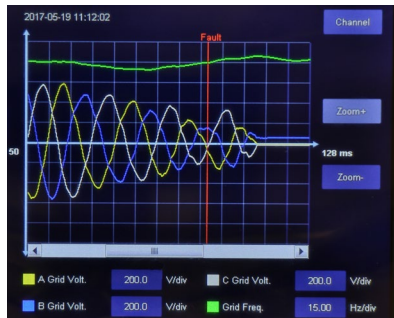 2017-05-19 11:12:02
Channel
Fault
Zoom+
50
128 ms
Zoom-
A Grid Volt. 200.0 V/div C Grid Volt. 200.0 V/div
B Grid Volt. 200.0 V/div Grid Freq. 15.00 Hz/div